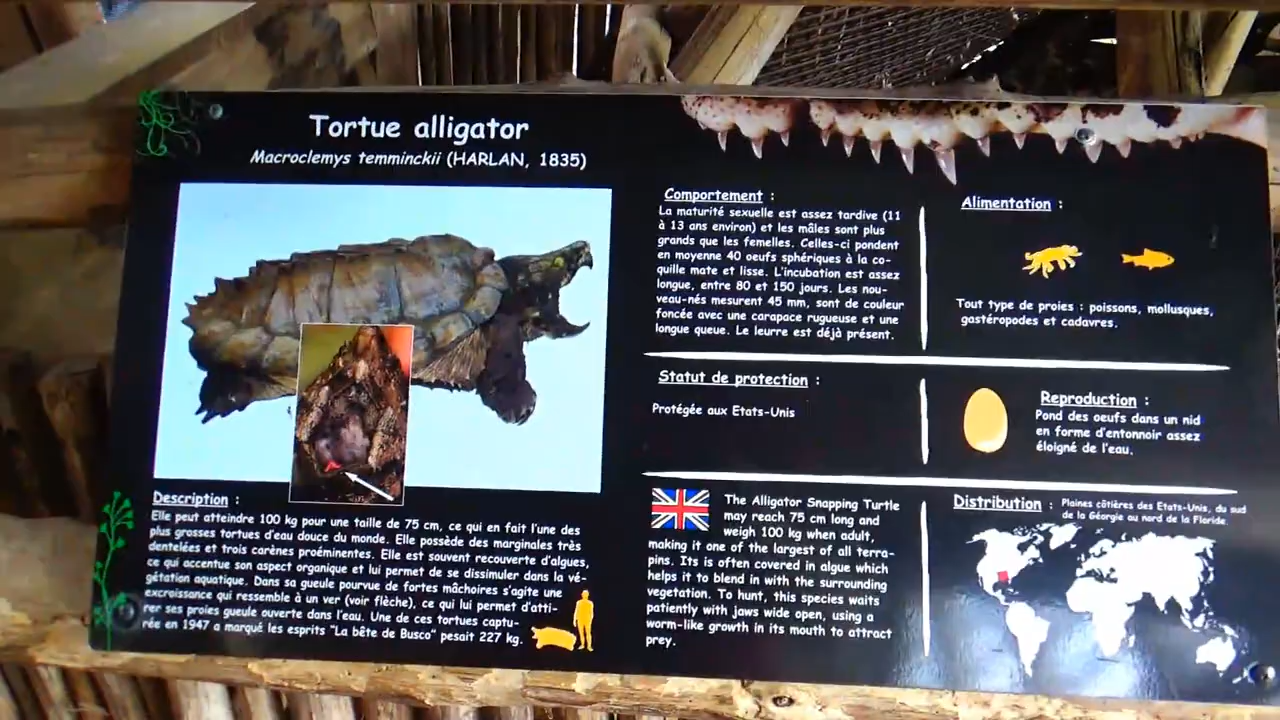 Tortue alligator
Macroclemys temminckii (HARLAN, 1835)
Description :
Elle peut atteindre 100 kg pour une taille de 75 cm, ce qui en fait l'une des
plus grosses tortues d'eau douce du monde. Elle possède des marginales très
dentelées et trois carènes proéminentes. Elle est souvent recouverte d'algues,
ce qui accentue son aspect organique et lui permet de se dissimuler dans la vé-
gétation aquatique. Dans sa gueule pourvue de fortes mâchoires s'agite une
excroissance qui ressemble à un ver (voir flèche), ce qui lui permet d'atti-
rer ses proies gueule ouverte dans l'eau. Une de ces tortues captu-
rée en 1947 a marqué les esprits "La bête de Busco" pesait 227 kg.
Comportement :
La maturité sexuelle est assez tardive (11
à 13 ans environ) et les mâles sont plus
grands que les femelles. Celles-ci pondent
en moyenne 40 oeufs sphériques à la co-
quille mate et lisse. L'incubation est assez
longue, entre 80 et 150 jours. Les nou-
veau-nés mesurent 45 mm, sont de couleur
foncée avec une carapace rugueuse et une
longue queue. Le leurre est déjà présent.
Alimentation :
Tout type de proies : poissons, mollusques,
gastéropodes et cadavres.
Statut de protection :
Protégée aux Etats-Unis
Reproduction :
Pond des oeufs dans un nid
en forme d'entonnoir assez
éloigné de l'eau.
The Alligator Snapping Turtle
may reach 75 cm long and
weigh 100 kg when adult,
making it one of the largest of all terra-
pins. Its is often covered in algue which
helps it to blend in with the surrounding
vegetation. To hunt, this species waits
patiently with jaws wide open, using a
worm-like growth in its mouth to attract
prey.
Distribution : Plaines côtières des Etats-Unis, du sud
de la Géorgie au nord de la Floride.